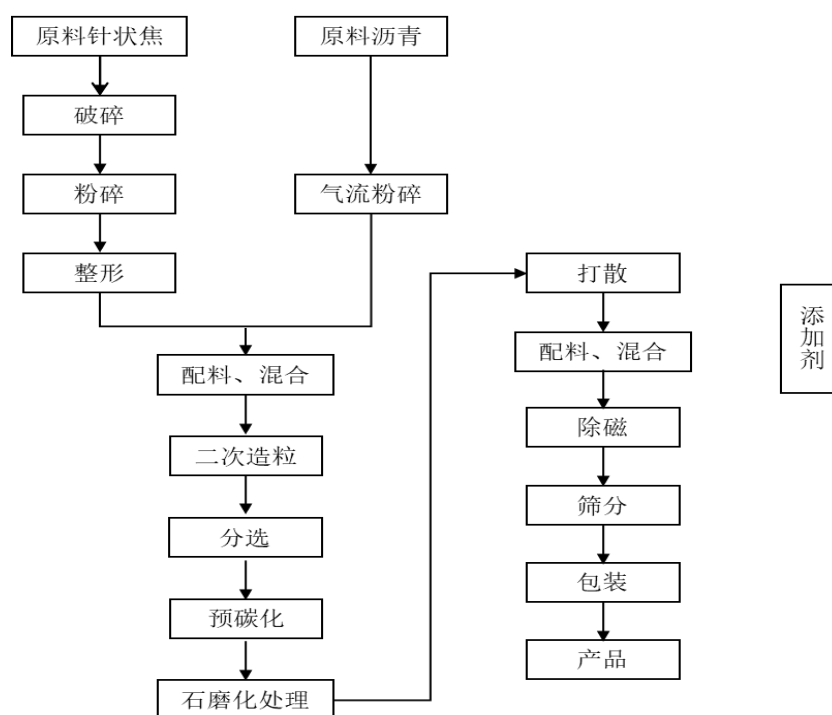 原料针状焦
原料沥青
破碎
粉碎
气流粉碎
整形
配料、混合
二次造粒
分选
预碳化
石磨化处理
打散
配料、混合
除磁
筛分
包装
产品
添加剂